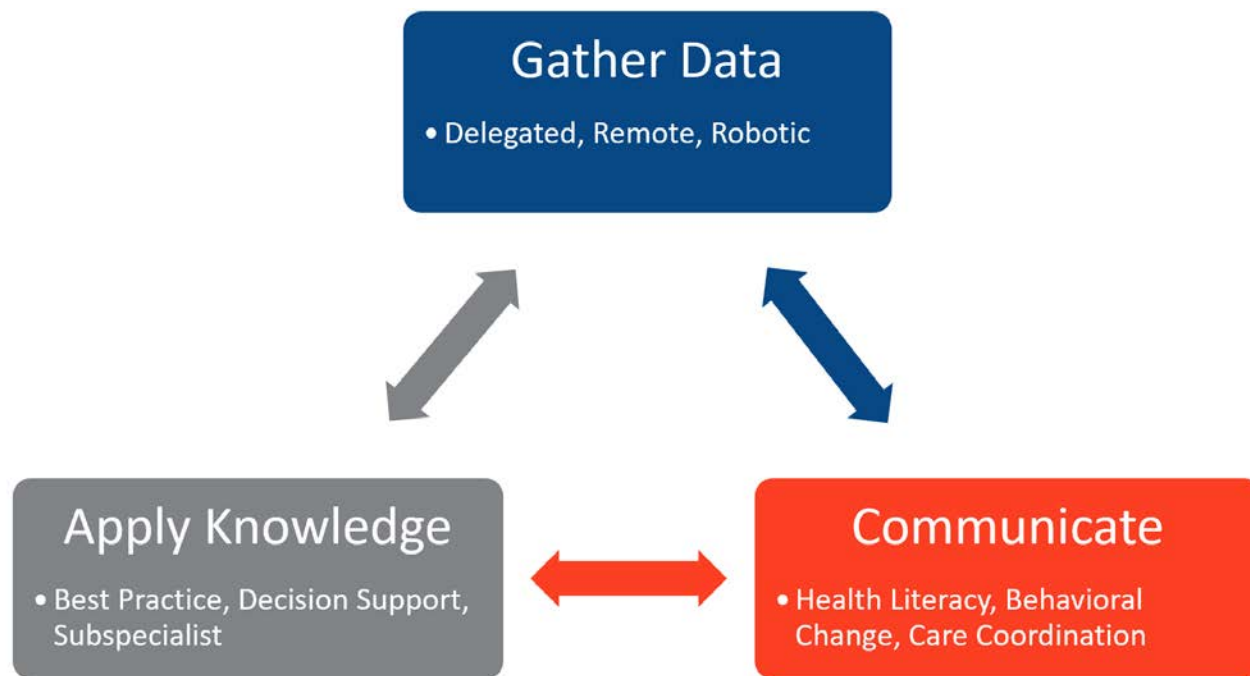 Gather Data
• Delegated, Remote, Robotic
Apply Knowledge
• Best Practice, Decision Support,
Subspecialist
Communicate
• Health Literacy, Behavioral
Change, Care Coordination